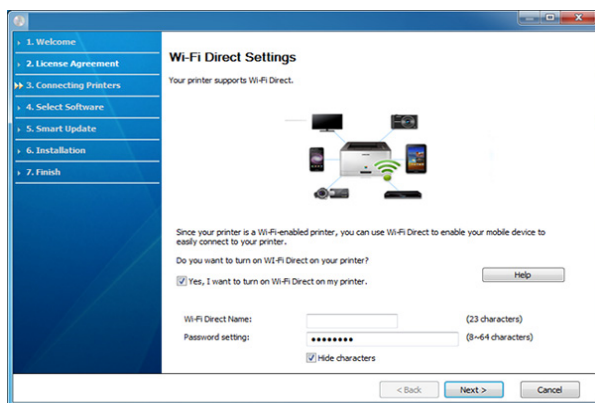 1. Welcome
2. License Agreement
3. Connecting Printers
4. Select Software
5. Smart Update
6. Installation
7. Finish
Wi-Fi Direct Settings
Your printer supports Wi-Fi Direct.
Since your printer is a Wi-Fi-enabled printer, you can use Wi-Fi Direct to enable your mobile device to
easily connect to your printer.
Do you want to turn on WI-Fi Direct on your printer?
Yes, I want to turn on Wi-Fi Direct on my printer.
Help
Wi-Fi Direct Name: (23 characters)
Password setting: •••••••• (8~64 characters)
Hide characters
< Back Next > Cancel